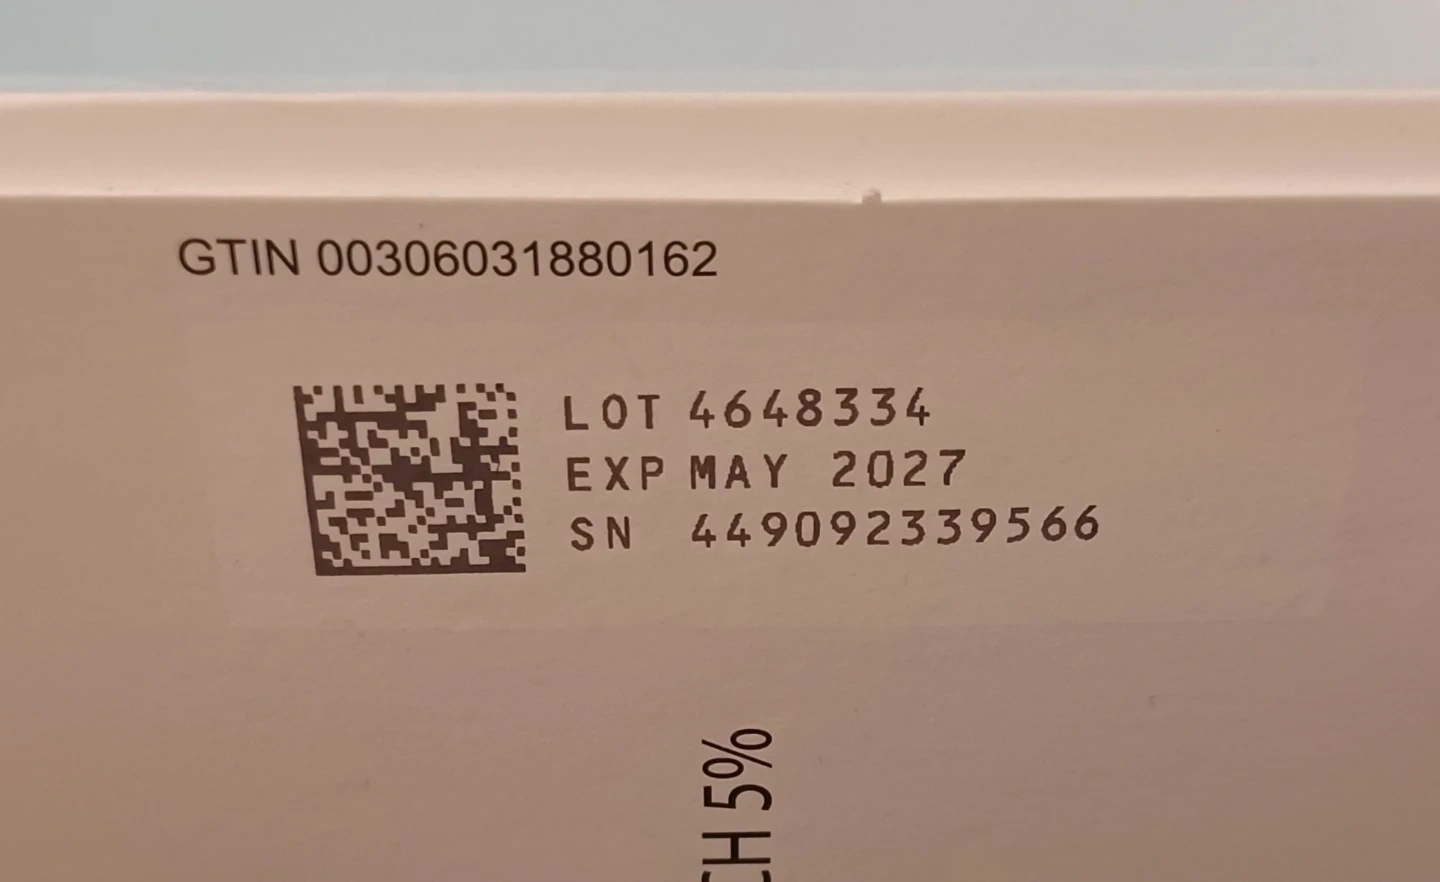 GTIN 00306031880162
LOT 4648334
EXP MAY 2027
SN 449092339566
CH 5%